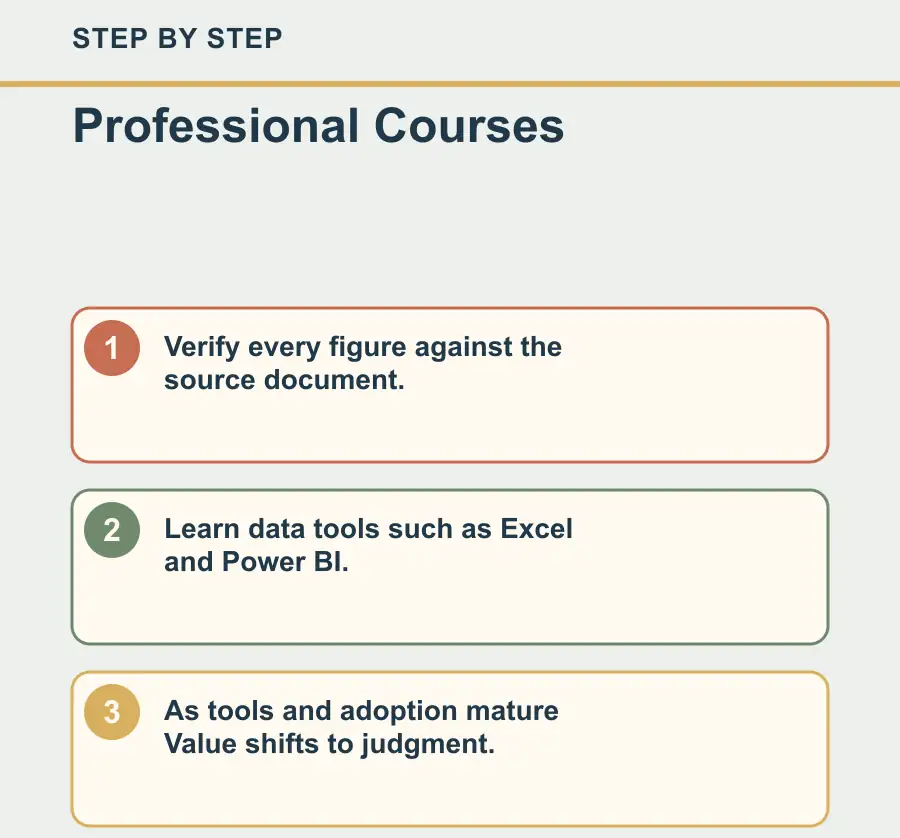 STEP BY STEP
Professional Courses
1
Verify every figure against the
source document.
2
Learn data tools such as Excel
and Power BI.
3
As tools and adoption mature
Value shifts to judgment.